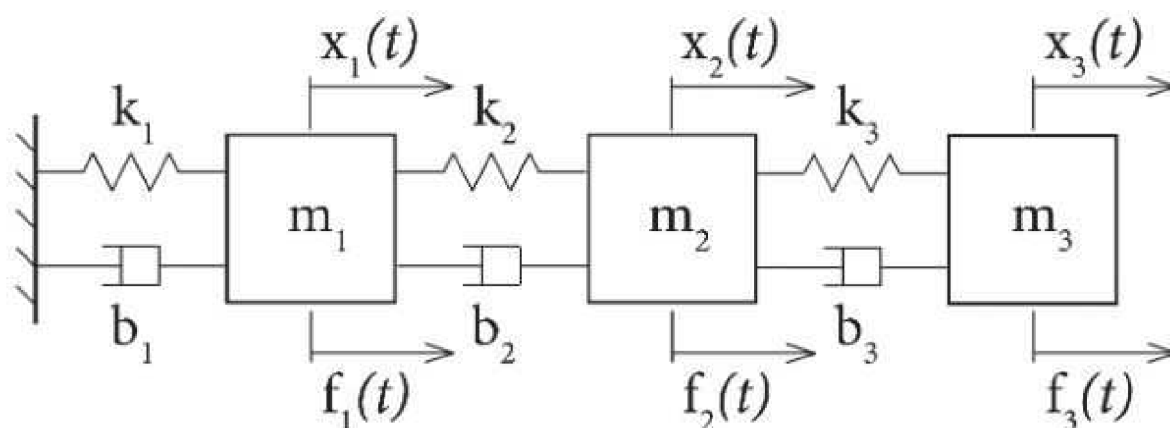 x₁(t) x₂(t) x₃(t)
k₁ k₂ k₃
m₁ m₂ m₃
b₁ b₂ b₃
f₁(t) f₂(t) f₃(t)